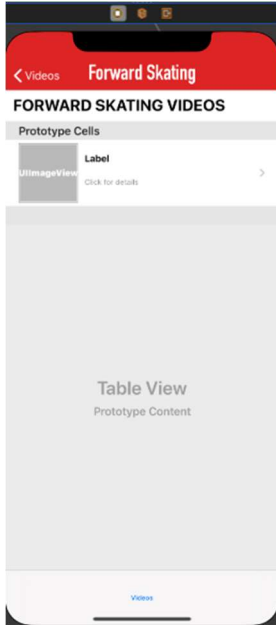 Videos
Forward Skating
FORWARD SKATING VIDEOS
Prototype Cells
Label
UIImageView
Click for details
Table View
Prototype Content
Videos